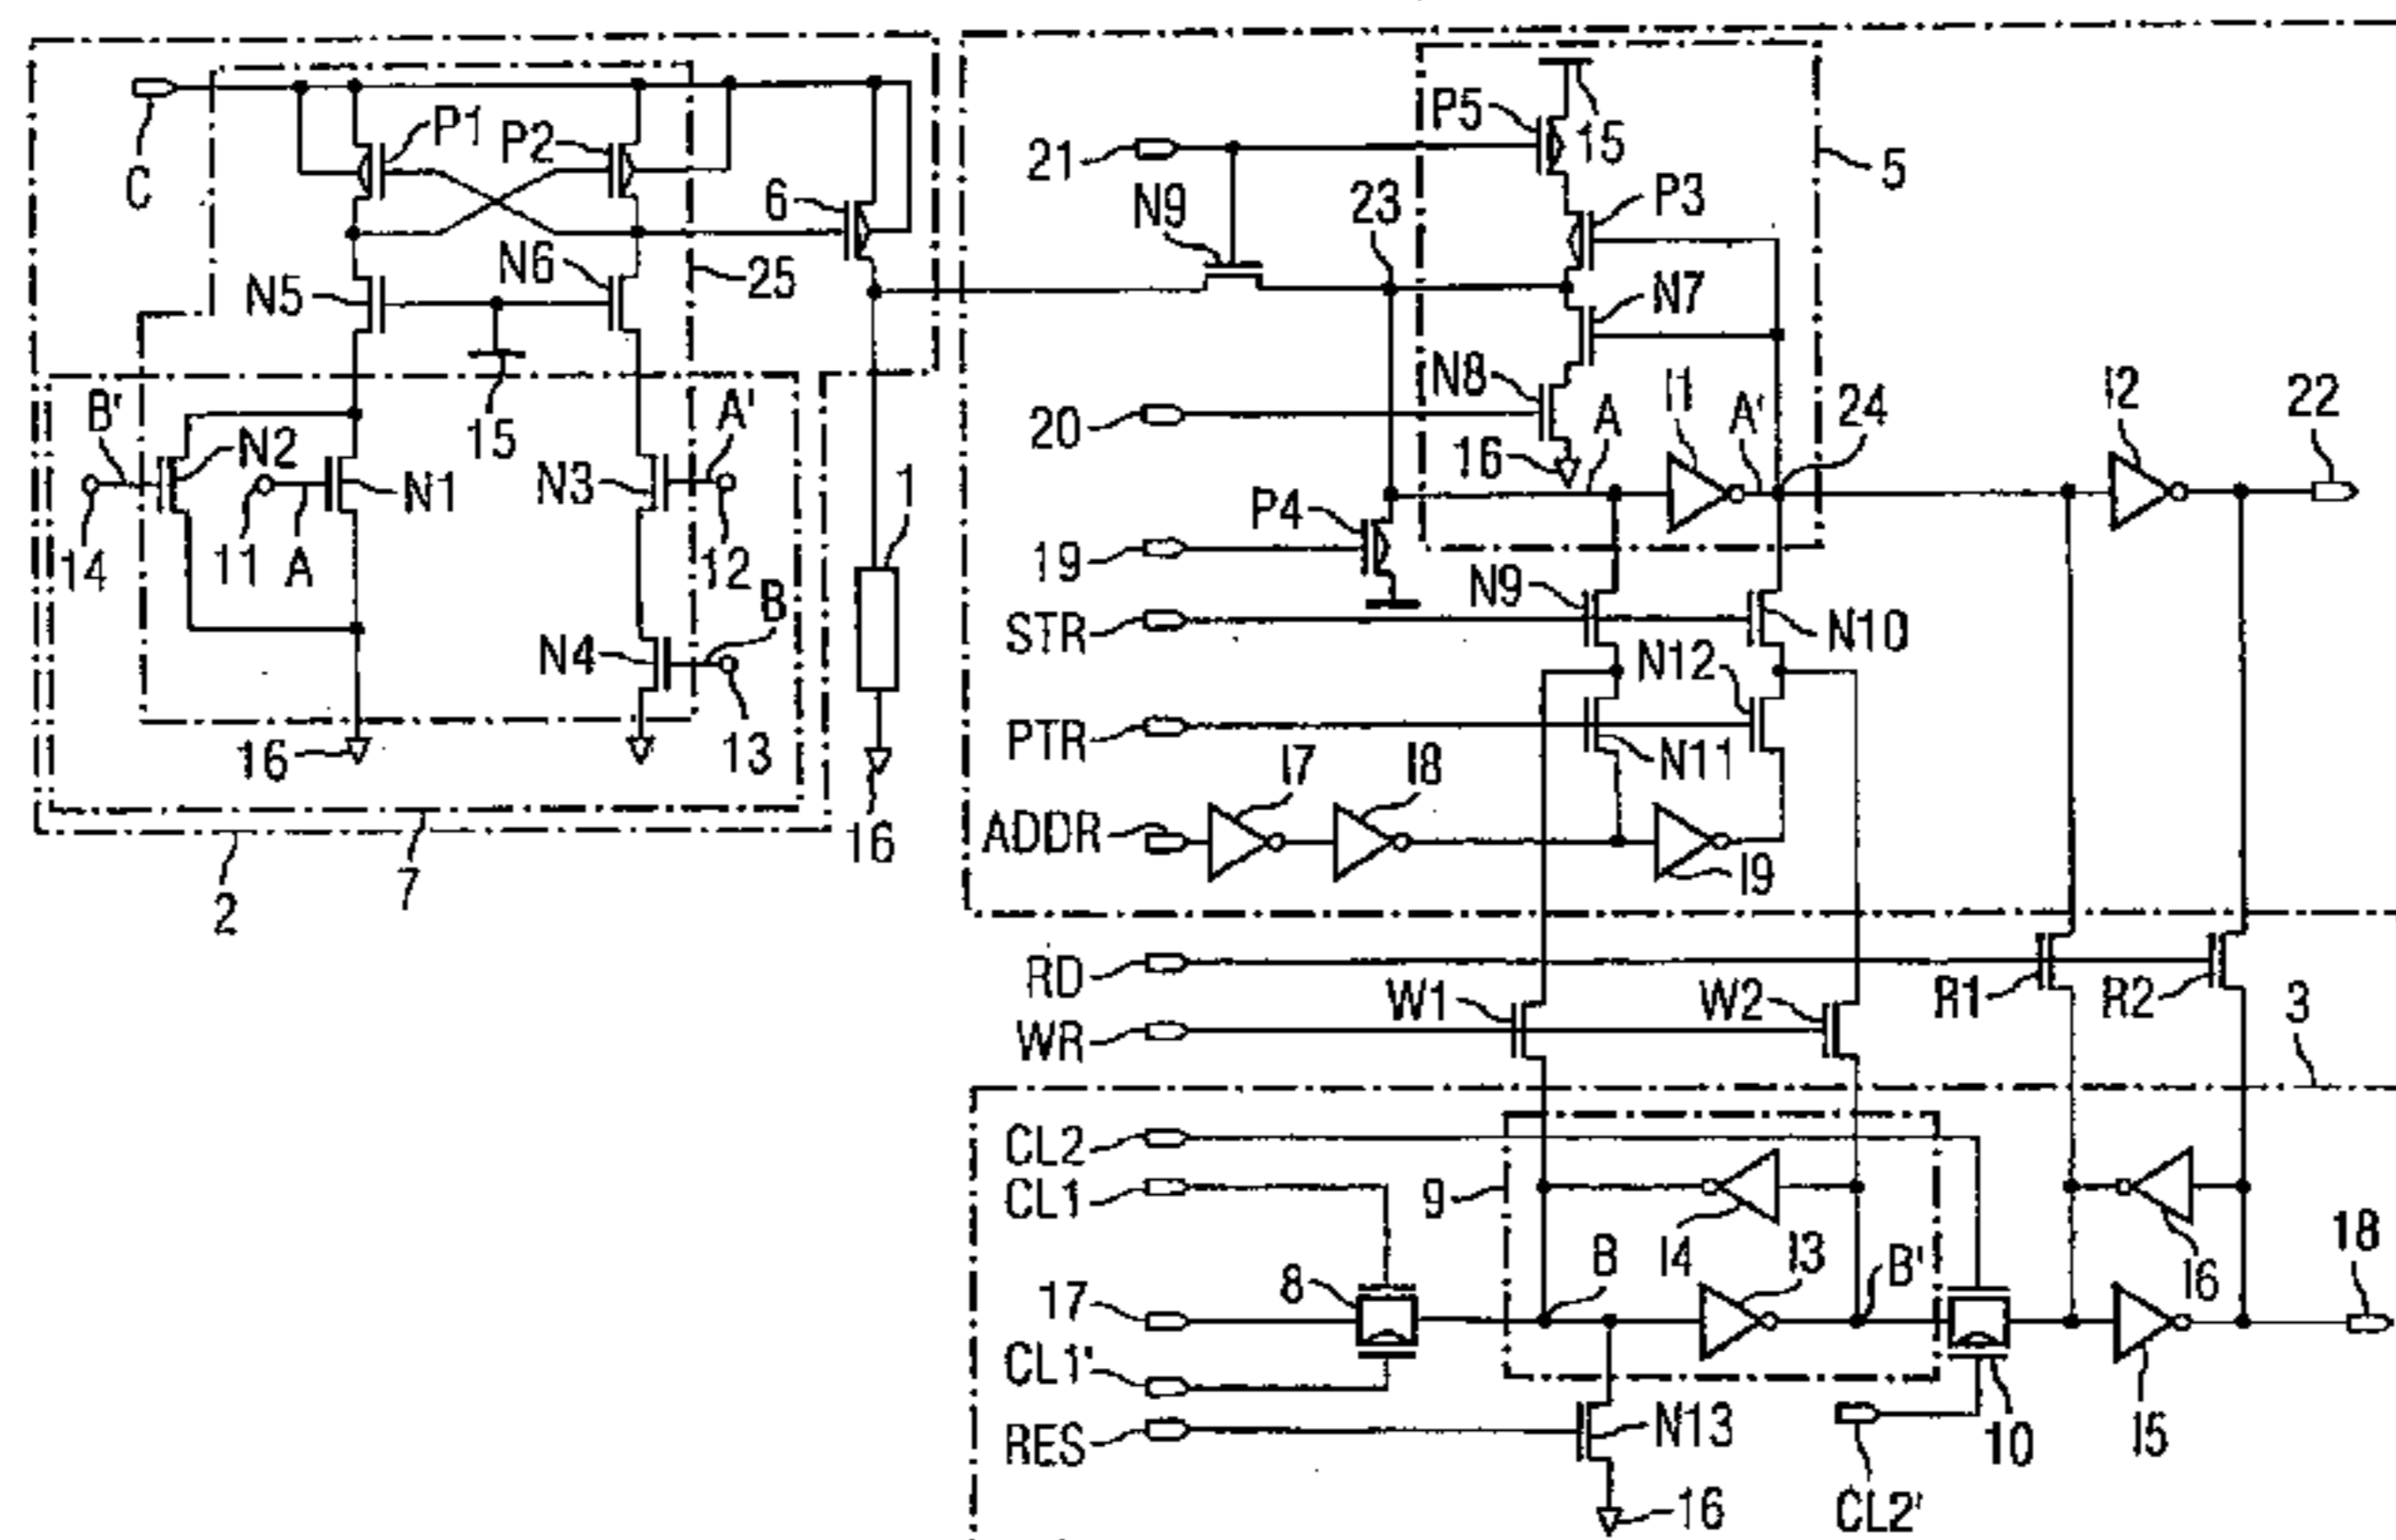 C
P1
P2
6
25
N5
N6
15
B'
N2
14
11
A
N1
N3
A'
12
B
N4
13
16
7
2
1
16
21
N9
23
P5
15
5
P3
N7
N8
20
16
A
I1
A'
24
I2
22
P4
19
N9
STR
N10
N12
PTR
N11
I7
I8
ADDR
I9
RD
WR
W1
W2
R1
R2
3
CL2
CL1
9
I4
I3
B
B'
I6
18
17
8
CL1'
RES
N13
16
CL2'
10
I5